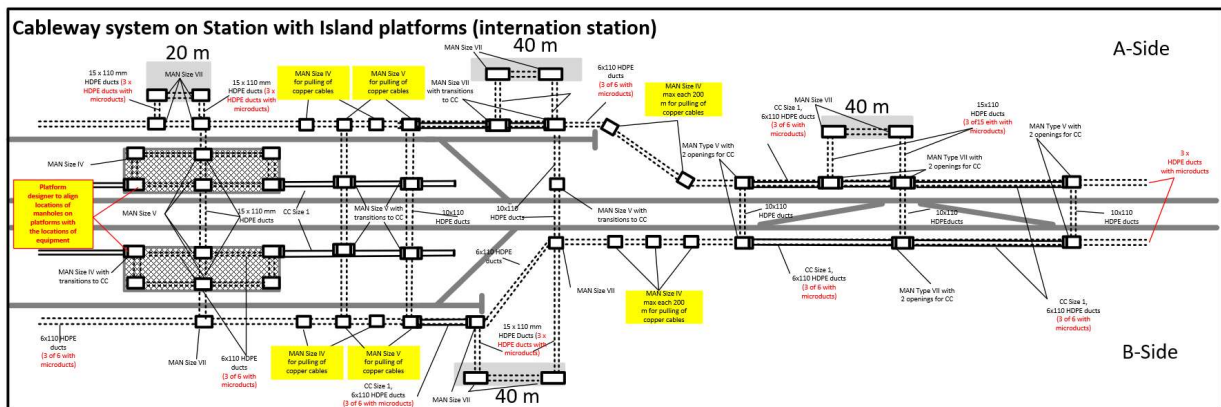 Cableway system on Station with Island platforms (internation station)
A-Side
20 m
MAN Size VII
15 x 110 mm
HDPE ducts (3 x
HDPE ducts with
microducts)
15 x 110 mm
HDPE ducts (3 x
HDPE ducts with
microducts)
MAN Size IV
for pulling of
copper cables
MAN Size V
for pulling of
copper cables
MAN Size VII
40 m
MAN Size VII
with transitions
to CC
6x110 HDPE
ducts
(3 of 6 with
microducts)
MAN Size IV
max each 200
m for pulling of
copper cables
MAN Type V with
2 openings for CC
CC Size 1,
6x110 HDPE
ducts
(3 of 6 with
microducts)
MAN Size VII
40 m
15x110
HDPE ducts
(3 of15 eith with
microducts)
MAN Type VII with
2 openings for CC
MAN Type V with
2 openings for CC
3 x
HDPE ducts
with microducts
MAN Size IV
Platform
designer to align
locations of
manholes on
platforms with
the locations of
equipment
MAN Size V
15 x 110 mm
HDPE ducts
CC Size 1
MAN Size V with
transitions to CC
10x110
HDPE ducts
10x110
HDPE ducts
MAN Size V with
transitions to CC
10x110
HDPE ducts
10x110
HDPEducts
10x110
HDPE ducts
MAN Size IV with
transitions to CC
6x110 HDPE
ducts
MAN Size VII
MAN Size IV
max each 200
m for pulling of
copper cables
CC Size 1,
6x110 HDPE ducts
(3 of 6 with
microducts)
MAN Type VII with
2 openings for CC
CC Size 1,
6x110 HDPE ducts
(3 of 6 with
microducts)
6x110 HDPE
ducts
(3 of 6 with
microducts)
MAN Size VII
6x110 HDPE
ducts
(3 of 6 with
microducts)
MAN Size IV
for pulling of
copper cables
MAN Size V
for pulling of
copper cables
CC Size 1,
6x110 HDPE ducts
(3 of 6 with microducts)
15 x 110 mm
HDPE Ducts (3 x
HDPE ducts with
microducts)
MAN Size VII
40 m
B-Side